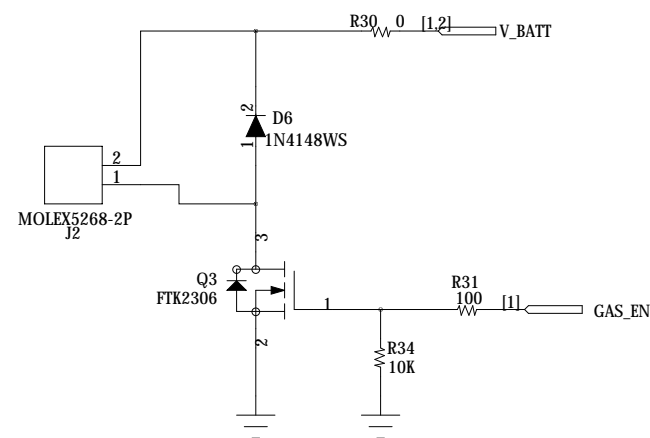 R30 0 [1,2] V_BATT
2
D6
1N4148WS
1
2
1
MOLEX5268-2P
J2
3
Q3
FTK2306
1
R31
100 [1] GAS_EN
2
R34
10K